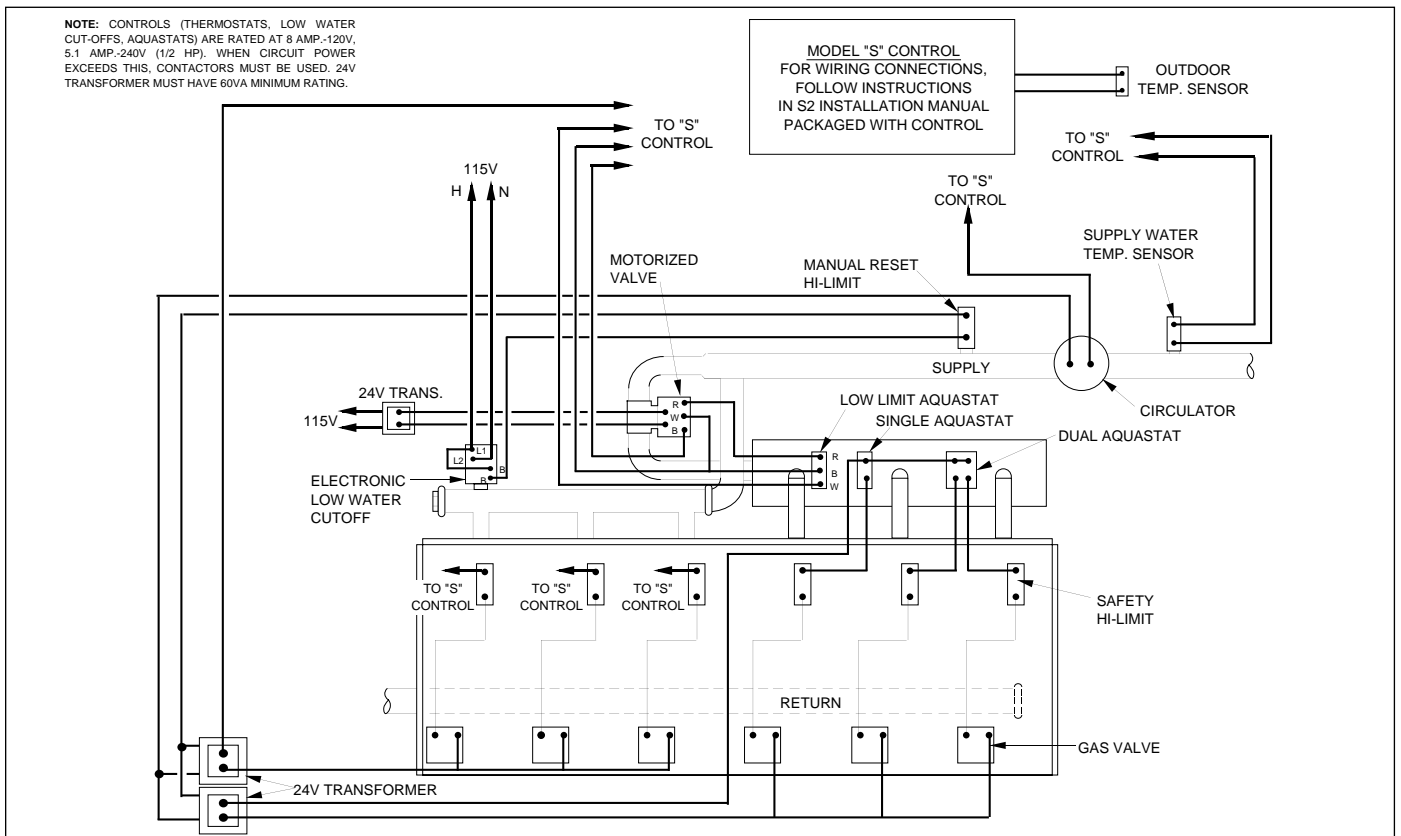 NOTE: CONTROLS (THERMOSTATS, LOW WATER
CUT-OFFS, AQUASTATS) ARE RATED AT 8 AMP.-120V,
5.1 AMP.-240V (1/2 HP). WHEN CIRCUIT POWER
EXCEEDS THIS, CONTACTORS MUST BE USED. 24V
TRANSFORMER MUST HAVE 60VA MINIMUM RATING.
MODEL "S" CONTROL
FOR WIRING CONNECTIONS,
FOLLOW INSTRUCTIONS
IN S2 INSTALLATION MANUAL
PACKAGED WITH CONTROL
OUTDOOR
TEMP. SENSOR
TO "S"
CONTROL
TO "S"
CONTROL
115V
H N
TO "S"
CONTROL
SUPPLY WATER
TEMP. SENSOR
MOTORIZED
VALVE
MANUAL RESET
HI-LIMIT
SUPPLY
24V TRANS.
115V
R
W
B
LOW LIMIT AQUASTAT
SINGLE AQUASTAT
CIRCULATOR
DUAL AQUASTAT
L1
L2
B
B
R
B
W
ELECTRONIC
LOW WATER
CUTOFF
TO "S"
CONTROL
TO "S"
CONTROL
TO "S"
CONTROL
SAFETY
HI-LIMIT
RETURN
GAS VALVE
24V TRANSFORMER